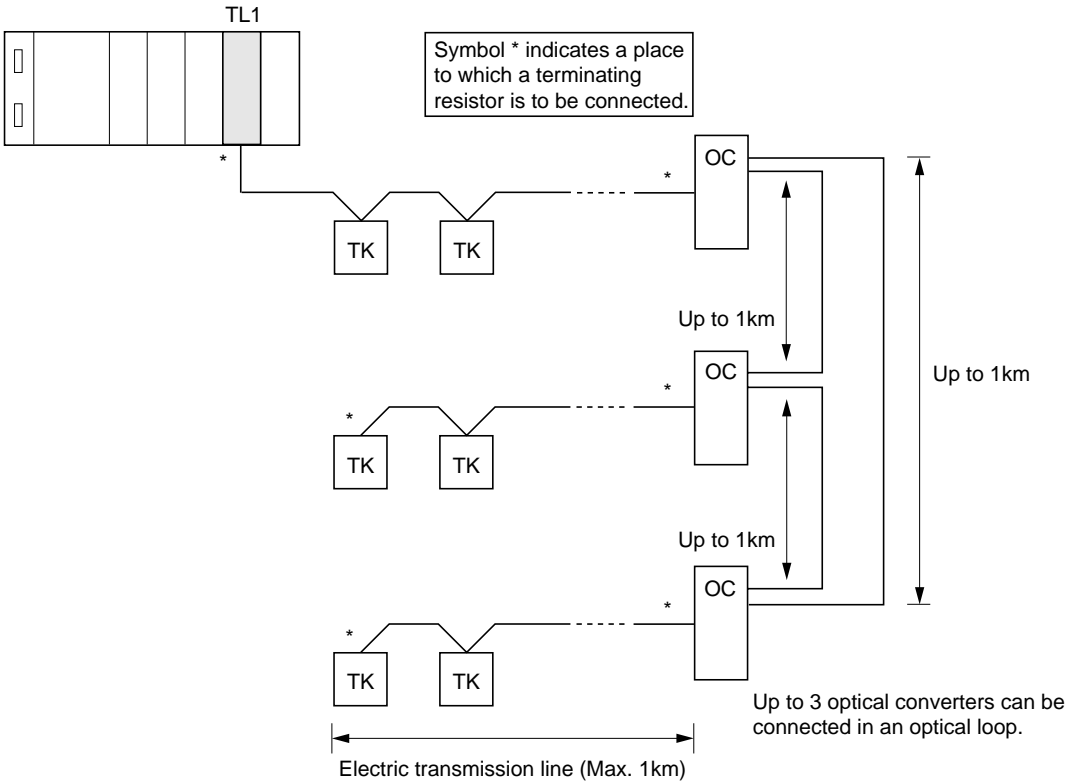 TL1
Symbol * indicates a place
to which a terminating
resistor is to be connected.
*
*
OC
TK
TK
Up to 1km
Up to 1km
OC
*
*
TK
TK
Up to 1km
OC
*
*
TK
TK
Up to 3 optical converters can be
connected in an optical loop.
Electric transmission line (Max. 1km)